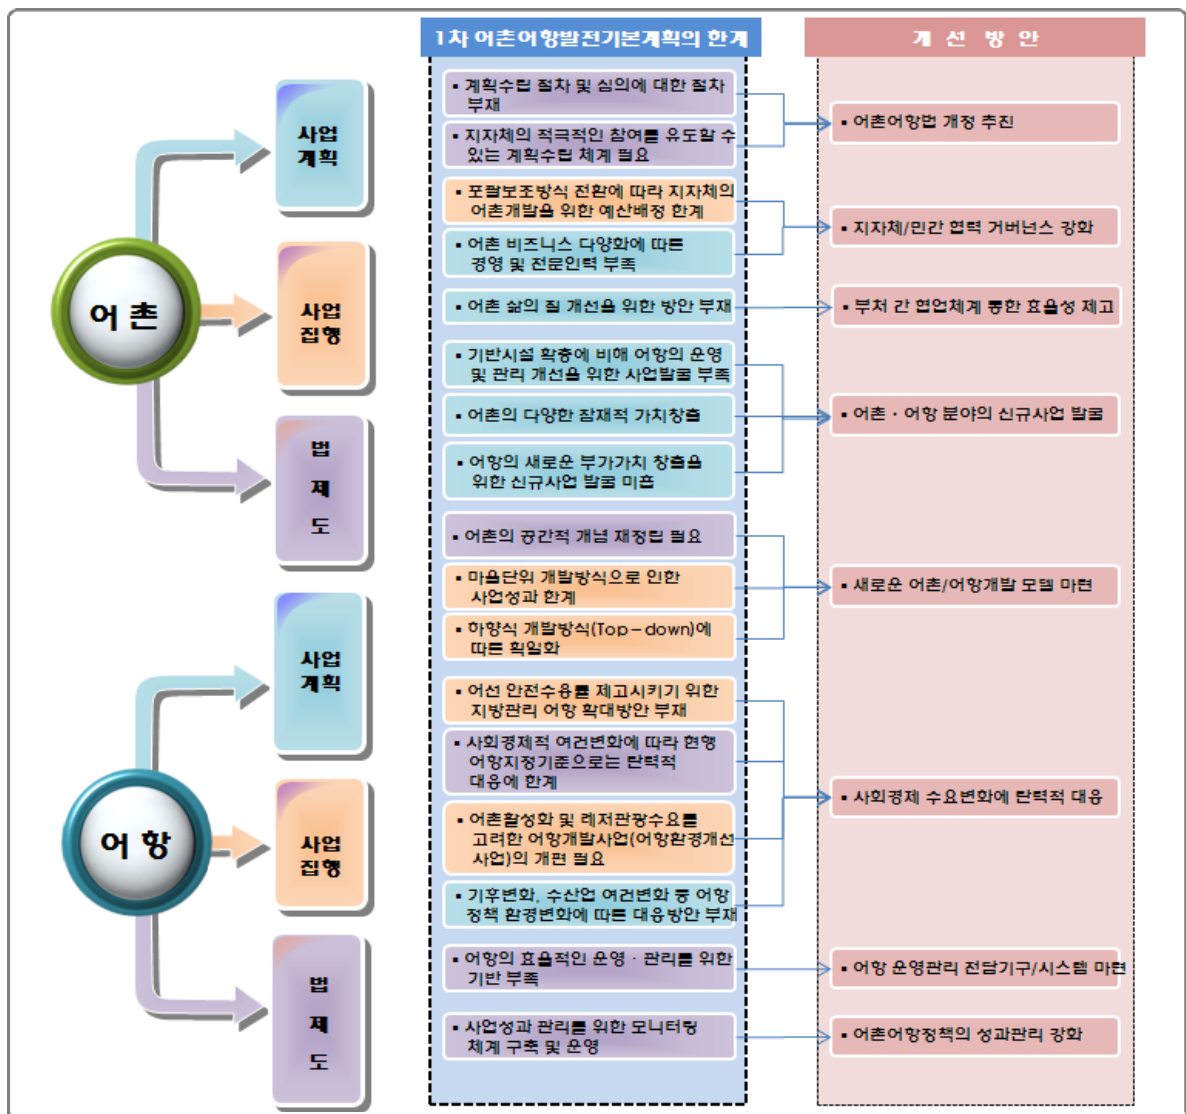 1차 어촌어항발전기본계획의 한계
개 선 방 안
어 촌
사업
계획
사업
집행
법
제
도
어 항
사업
계획
사업
집행
법
제
도
▪ 계획수립 절차 및 심의에 대한 절차
부재
▪ 지자체의 적극적인 참여를 유도할 수
있는 계획수립 체계 필요
▪ 포괄보조방식 전환에 따라 지자체의
어촌개발을 위한 예산배정 한계
▪ 어촌 비즈니스 다양화에 따른
경영 및 전문인력 부족
▪ 어촌 삶의 질 개선을 위한 방안 부재
▪ 기반시설 확충에 비해 어항의 운영
및 관리 개선을 위한 사업발굴 부족
▪ 어촌의 다양한 잠재적 가치창출
▪ 어항의 새로운 부가가치 창출을
위한 신규사업 발굴 미흡
▪ 어촌의 공간적 개념 재정립 필요
▪ 마을단위 개발방식으로 인한
사업성과 한계
▪ 하향식 개발방식(Top-down)에
따른 획일화
▪ 어선 안전수용률 제고시키기 위한
지방관리 어항 확대방안 부재
▪ 사회경제적 여건변화에 따라 현행
어항지정기준으로는 탄력적
대응에 한계
▪ 어촌활성화 및 레저관광수요를
고려한 어항개발사업(어항환경개선
사업)의 개편 필요
▪ 기후변화, 수산업 여건변화 등 어항
정책 환경변화에 따른 대응방안 부재
▪ 어항의 효율적인 운영 · 관리를 위한
기반 부족
▪ 사업성과 관리를 위한 모니터링
체계 구축 및 운영
▪ 어촌어항법 개정 추진
▪ 지자체/민간 협력 거버넌스 강화
▪ 부처 간 협업체계 통한 효율성 제고
▪ 어촌 · 어항 분야의 신규사업 발굴
▪ 새로운 어촌/어항개발 모델 마련
▪ 사회경제 수요변화에 탄력적 대응
▪ 어항 운영관리 전담기구/시스템 마련
▪ 어촌어항정책의 성과관리 강화